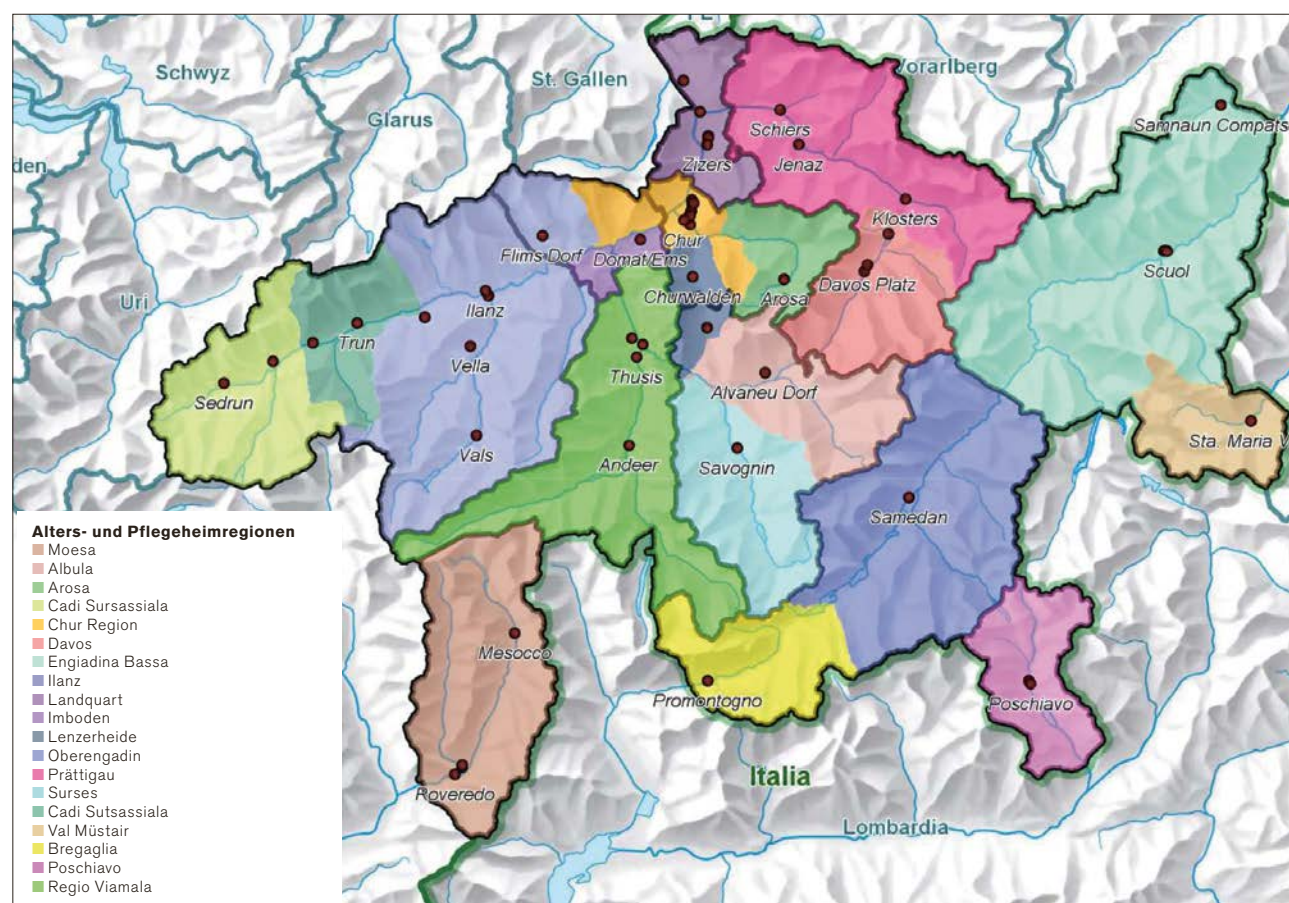 FL
Schwyz
St. Gallen
Vorarlberg
Glarus
Samnaun Compats
Schiers
Zizers
Jenaz
den
Klosters
Chur
Flims Dorf
Domat/Ems
Scuol
Churwalden
Arosa
Davos Platz
Uri
Ilanz
Trun
Vella
Thusis
Alvaneu Dorf
Sedrun
Sta. Maria V
Vals
Andeer
Savognin
Samedan
Mesocco
Promontogno
Poschiavo
Italia
Roveredo
Lombardia
Alters- und Pflegeheimregionen
Moesa
Albula
Arosa
Cadi Sursassiala
Chur Region
Davos
Engiadina Bassa
Ilanz
Landquart
Imboden
Lenzerheide
Oberengadin
Prättigau
Surses
Cadi Sutsassiala
Val Müstair
Bregaglia
Poschiavo
Regio Viamala